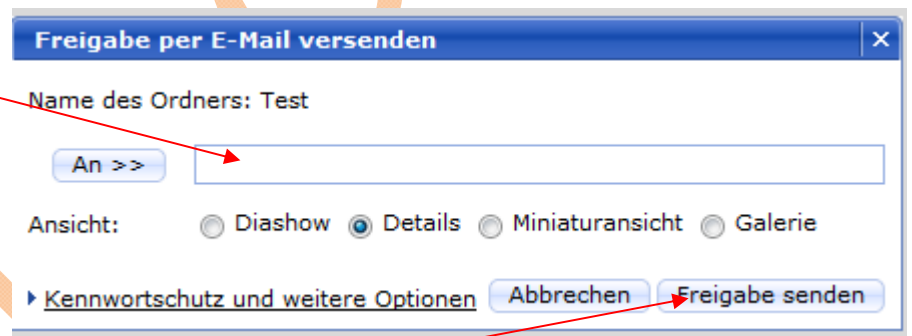 Freigabe per E-Mail versenden
Name des Ordners: Test
An >>
Ansicht: Diashow Details Miniaturansicht Galerie
Kennwortschutz und weitere Optionen Abbrechen Freigabe senden